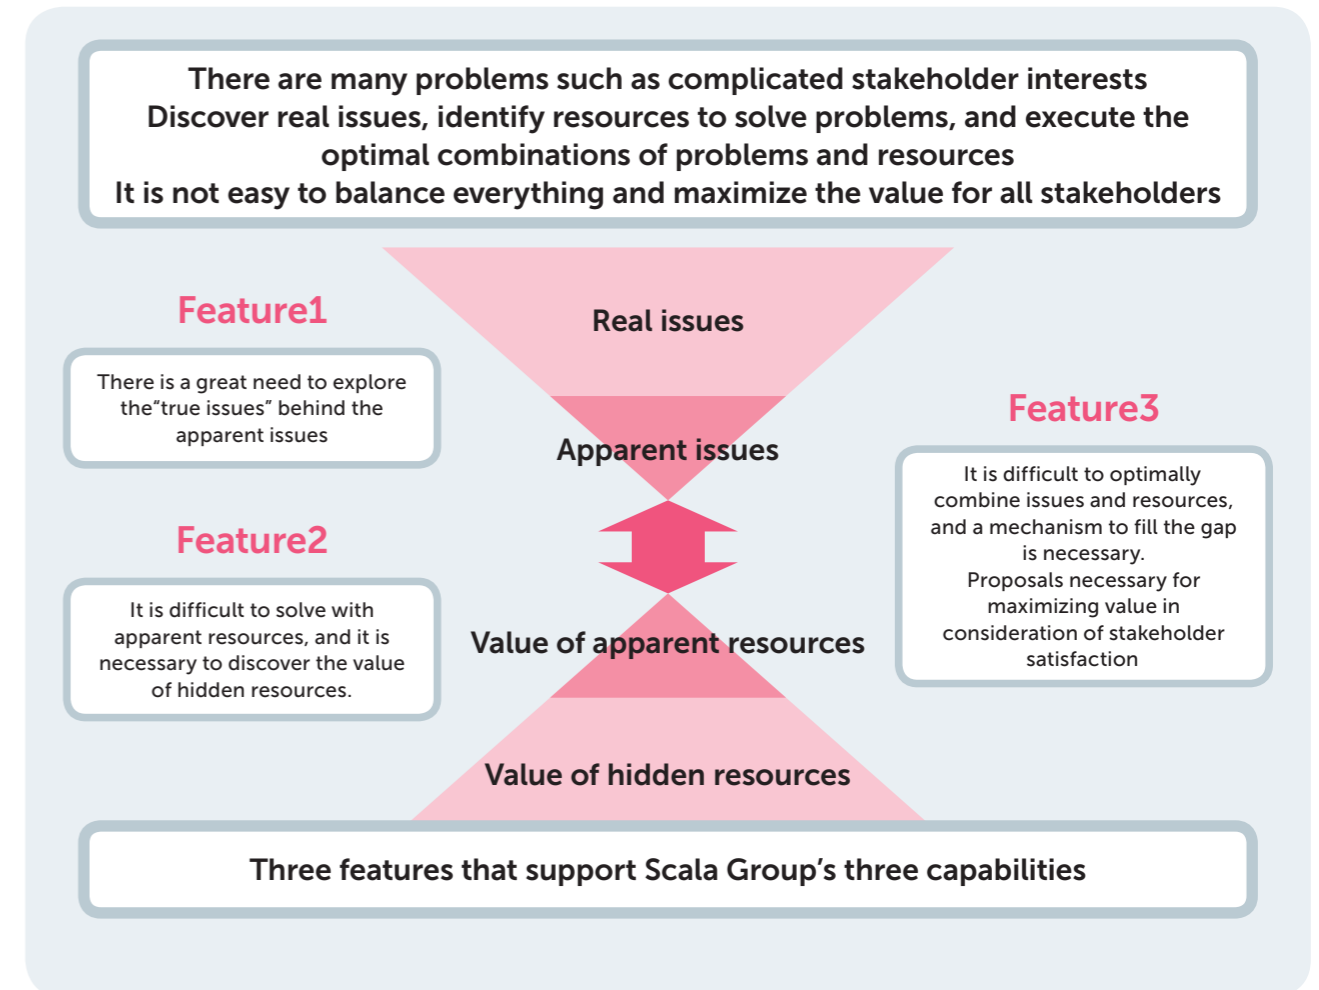 There are many problems such as complicated stakeholder interests
Discover real issues, identify resources to solve problems, and execute the
optimal combinations of problems and resources
It is not easy to balance everything and maximize the value for all stakeholders
Real issues
Feature1
There is a great need to explore
the“true issues” behind the
apparent issues
Apparent issues
Feature2
It is difficult to solve with
apparent resources, and it is
necessary to discover the value
of hidden resources.
Feature3
It is difficult to optimally
combine issues and resources,
and a mechanism to fill the gap
is necessary.
Proposals necessary for
maximizing value in
consideration of stakeholder
satisfaction
Value of apparent resources
Value of hidden resources
Three features that support Scala Group’s three capabilities